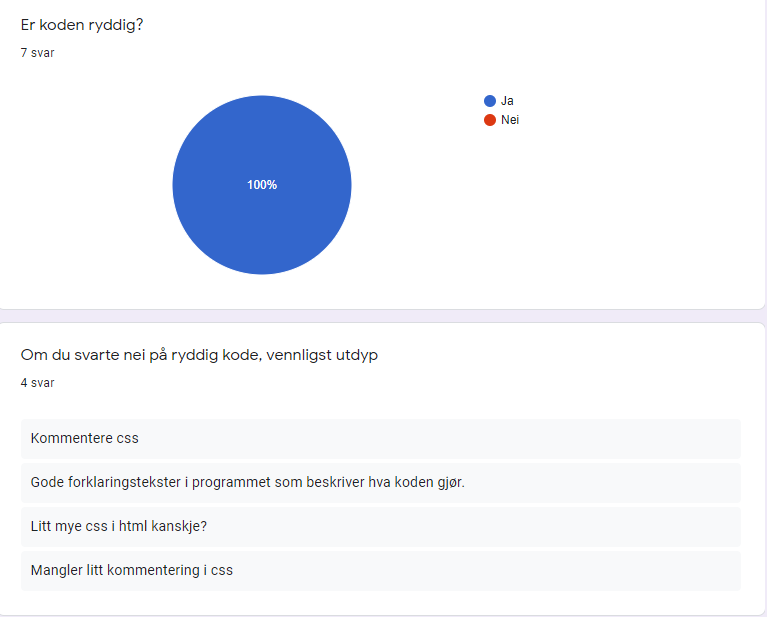 Er koden ryddig?
7 svar
Ja
Nei
100%
Om du svarte nei på ryddig kode, vennligst utdyp
4 svar
Kommentere css
Gode forklaringstekster i programmet som beskriver hva koden gjør.
Litt mye css i html kanskje?
Mangler litt kommentering i css